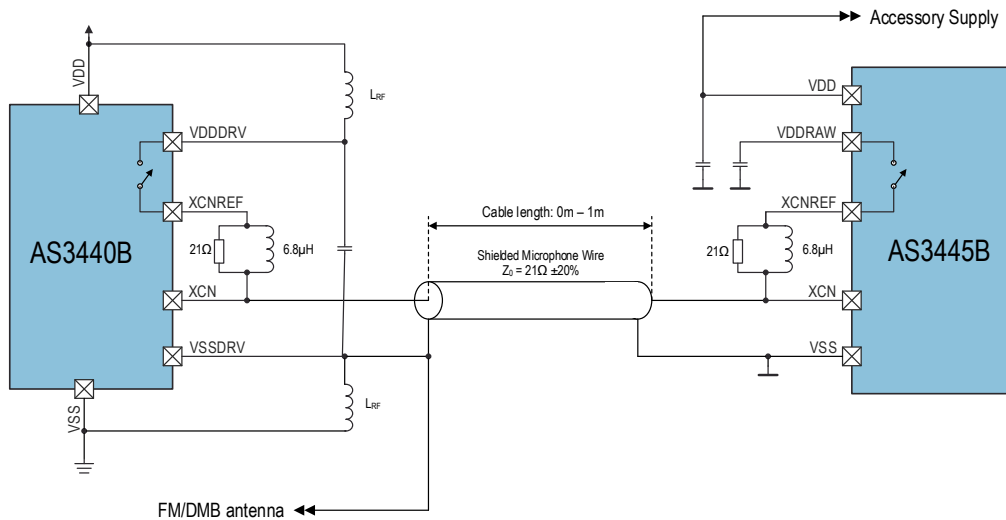 Accessory Supply
VDD
L_RF
VDD
VDDDRV
VDDRAW
XCNREF
Cable length: 0m – 1m
XCNREF
AS3440B
21Ω
6.8µH
Shielded Microphone Wire
Z₀ = 21Ω ±20%
21Ω
6.8µH
AS3445B
XCN
XCN
VSSDRV
VSS
VSS
L_RF
FM/DMB antenna